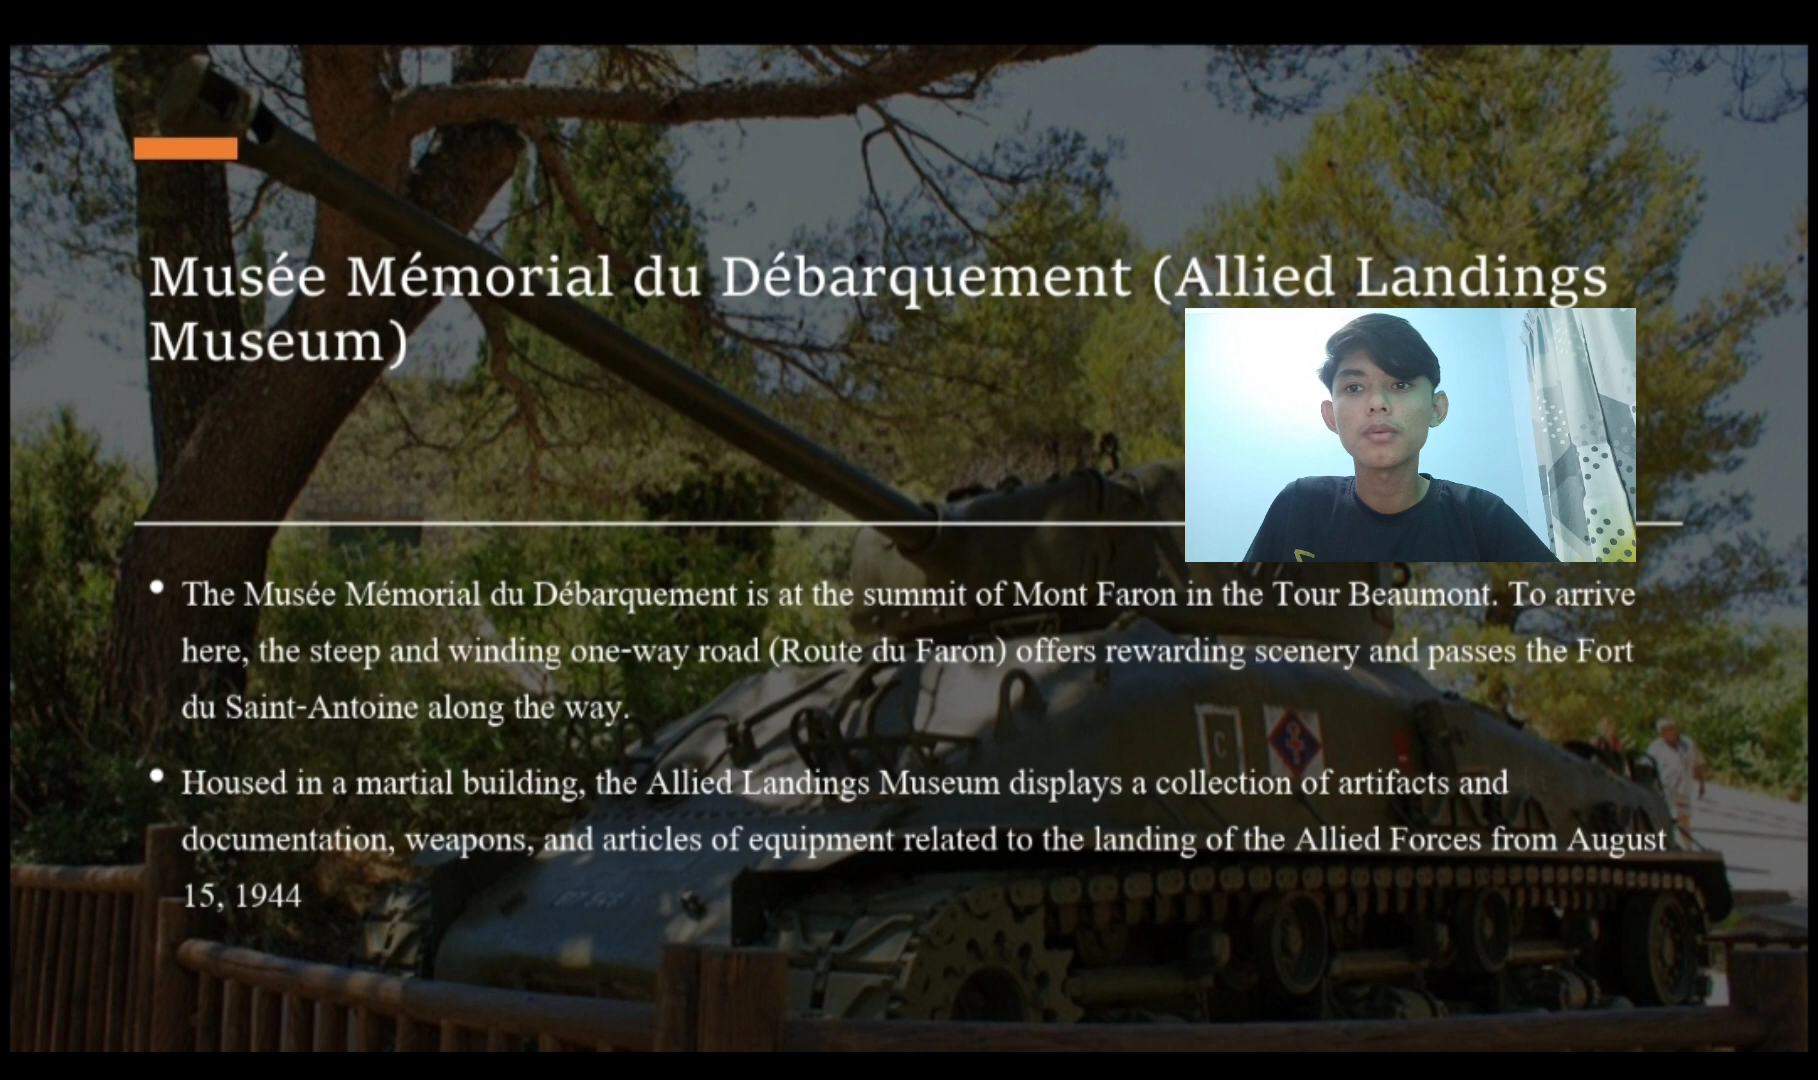 Musée Mémorial du Débarquement (Allied Landings
Museum)
C
• The Musée Mémorial du Débarquement is at the summit of Mont Faron in the Tour Beaumont. To arrive
here, the steep and winding one-way road (Route du Faron) offers rewarding scenery and passes the Fort
du Saint-Antoine along the way.
• Housed in a martial building, the Allied Landings Museum displays a collection of artifacts and
documentation, weapons, and articles of equipment related to the landing of the Allied Forces from August
15, 1944